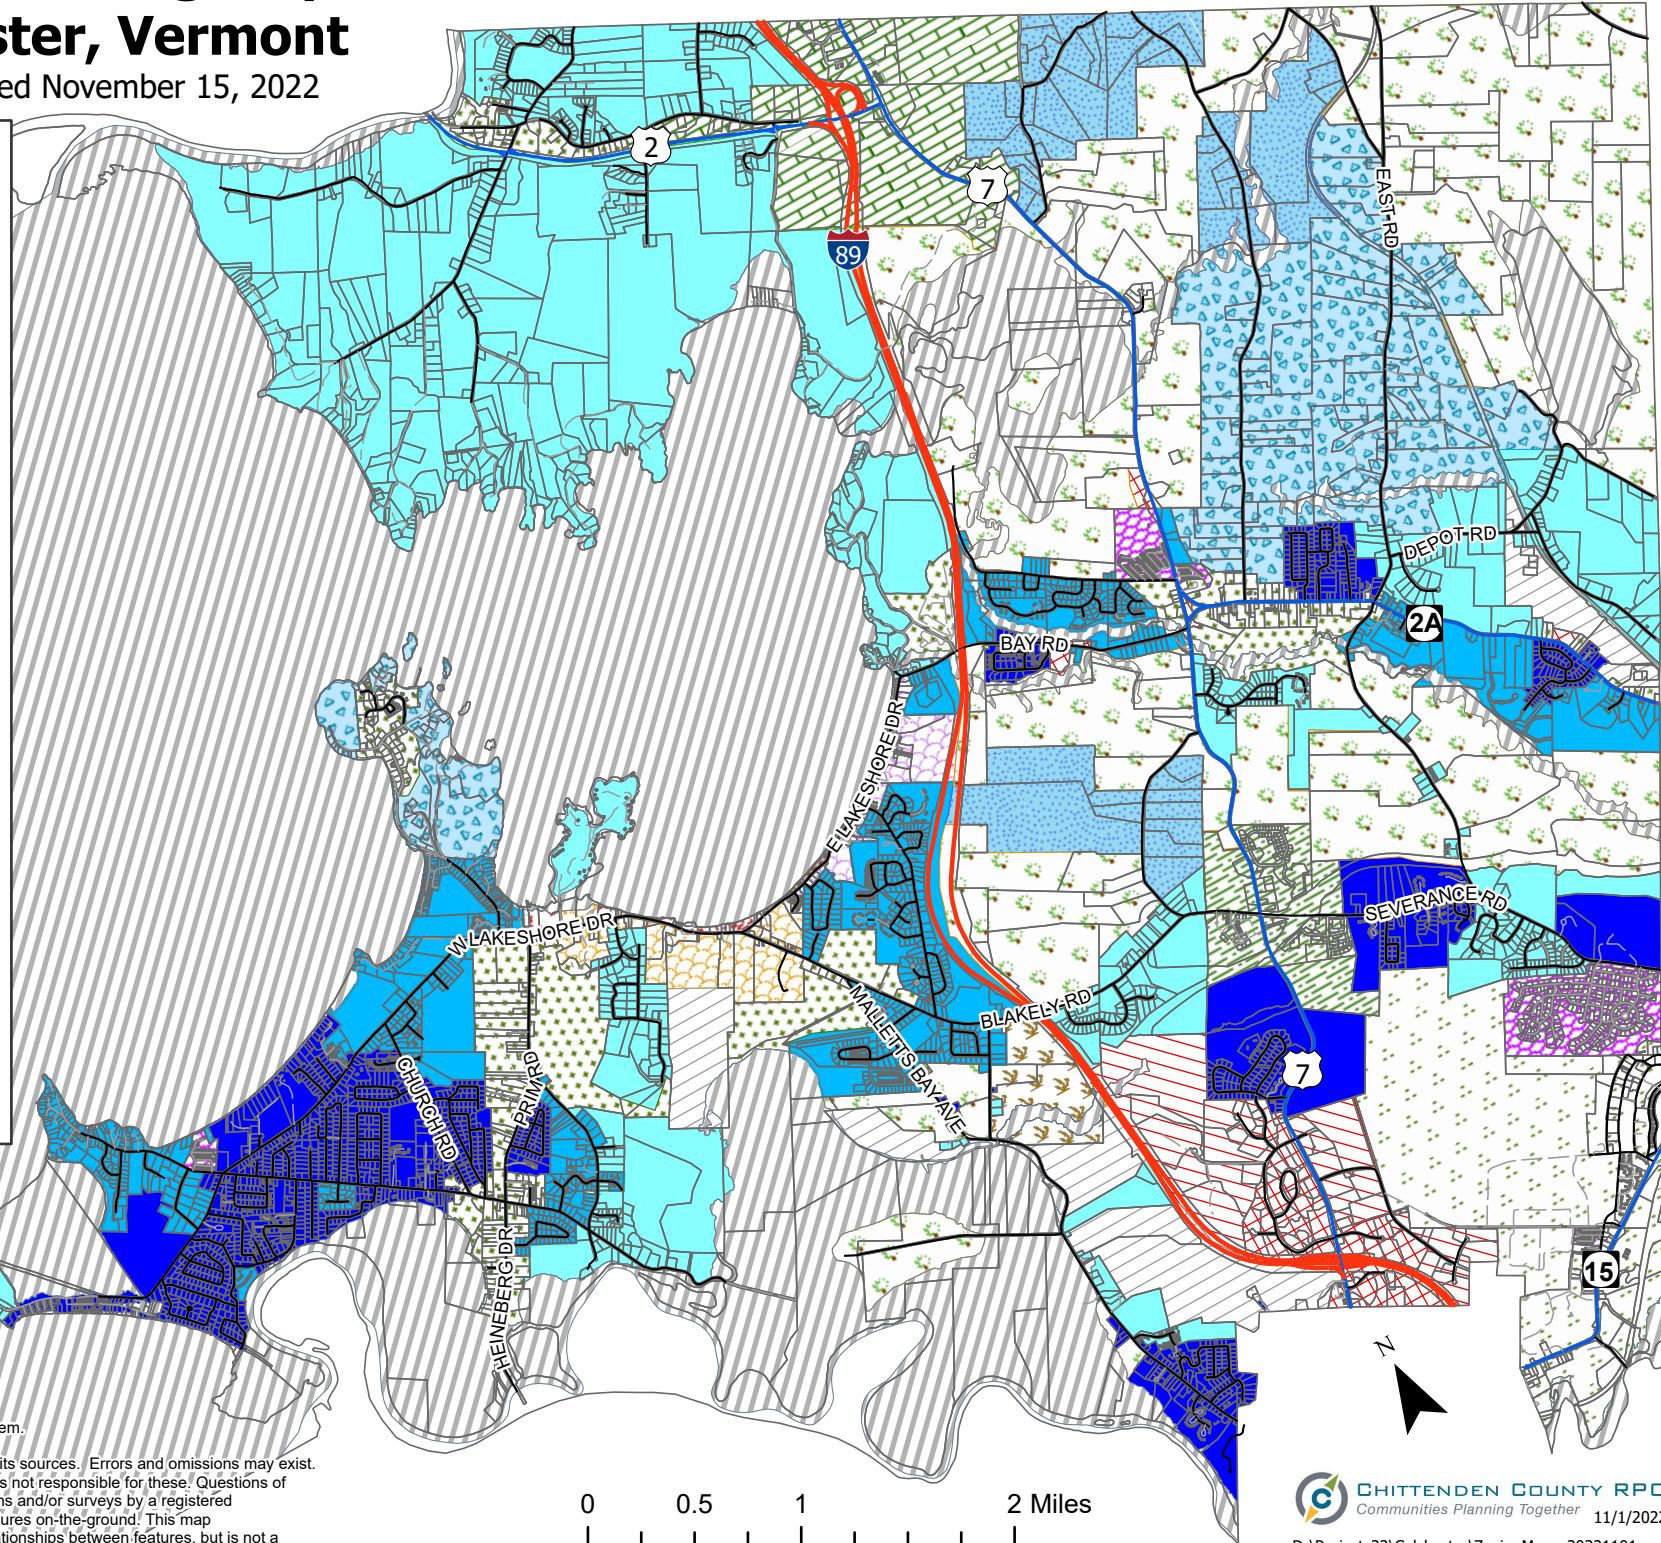 ster, Vermont
ed November 15, 2022
2
7
89
EAST RD
DEPOT RD
2A
BAY RD
E LAKESHORE DR
SEVERANCE RD
W LAKESHORE DR
MALLETTS BAY AVE
BLAKELY RD
CHURCH RD
PRIM RD
7
HEINEBERG DR
15
N
em.
its sources. Errors and omissions may exist.
s not responsible for these. Questions of
ns and/or surveys by a registered
ures on-the-ground. This map
ationships between features, but is not a
0 0.5 1 2 Miles
CHITTENDEN COUNTY RPC
Communities Planning Together
11/1/2022